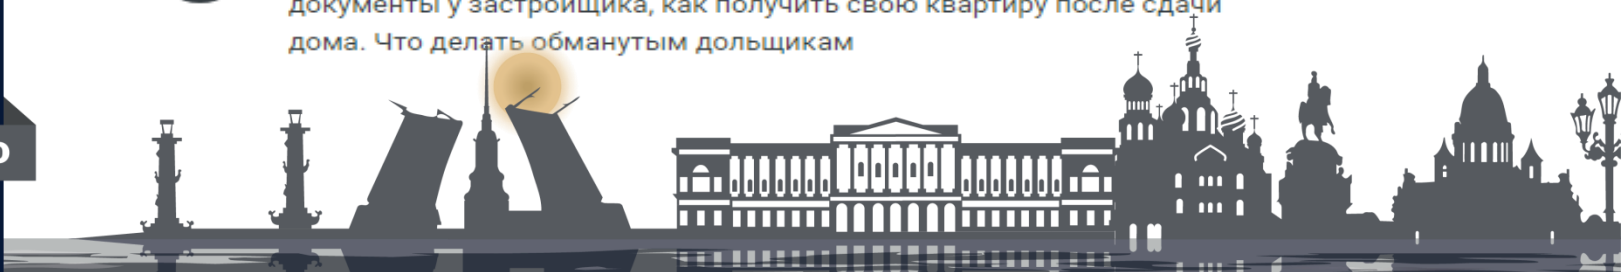 документы у застройщика, как получить свою квартиру после сдачи
дома. Что делать обманутым дольщикам